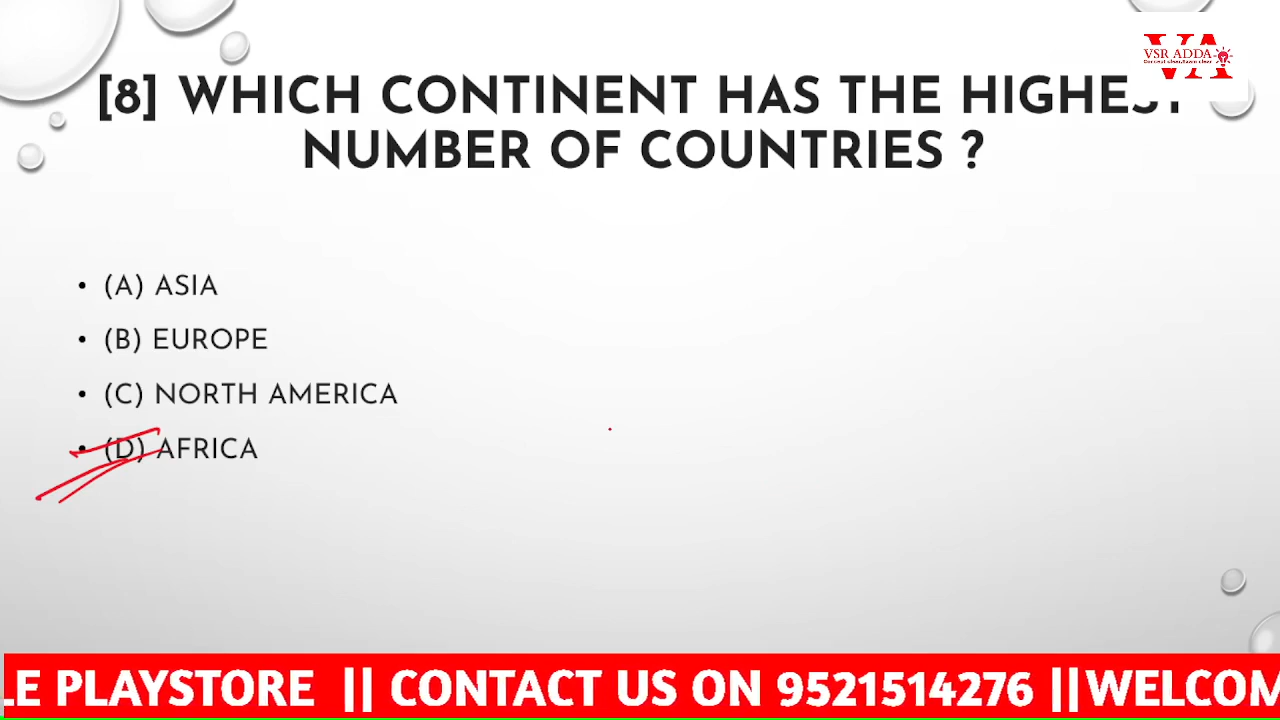 VSR ADDA
[8] WHICH CONTINENT HAS THE HIGHEST
NUMBER OF COUNTRIES ?
• (A) ASIA
• (B) EUROPE
• (C) NORTH AMERICA
• (D) AFRICA
LE PLAYSTORE || CONTACT US ON 9521514276 ||WELCOM